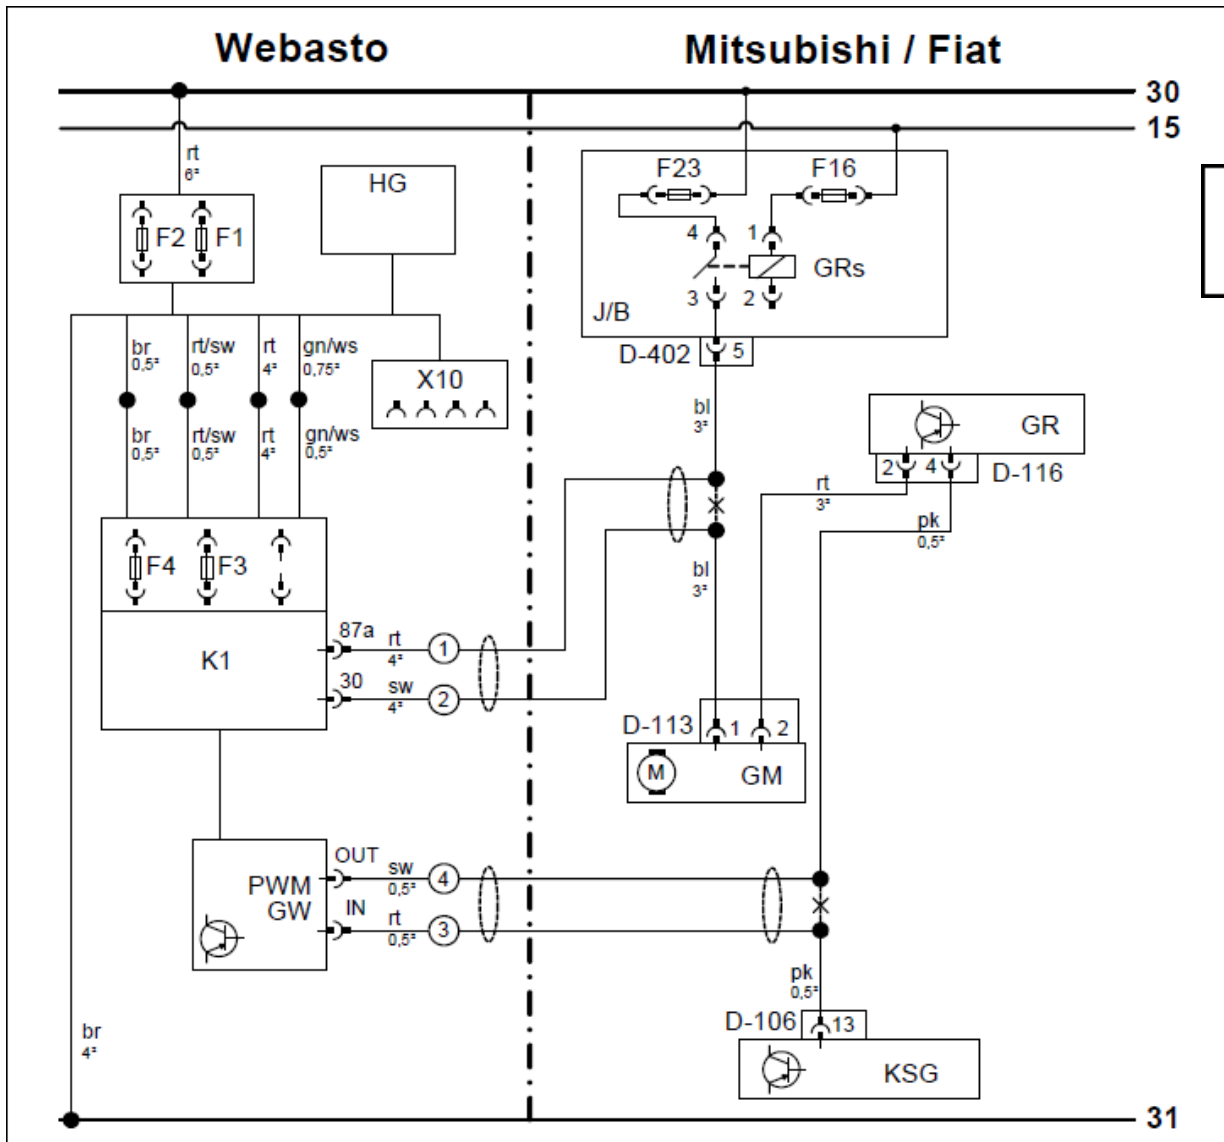 Webasto
Mitsubishi / Fiat
30
15
rt
6²
HG
F2
F1
F23
F16
4
1
GRs
3
2
J/B
D-402
5
br
0,5²
rt/sw
0,5²
rt
4²
gn/ws
0,75²
X10
br
0,5²
rt/sw
0,5²
rt
4²
gn/ws
0,5²
bl
3²
GR
2
4
D-116
rt
3²
pk
0,5²
F4
F3
bl
3²
K1
87a
rt
4²
1
30
sw
4²
2
D-113
1
2
M
GM
OUT
sw
0,5²
4
PWM
GW
IN
rt
0,5²
3
pk
0,5²
D-106
13
KSG
br
4²
31